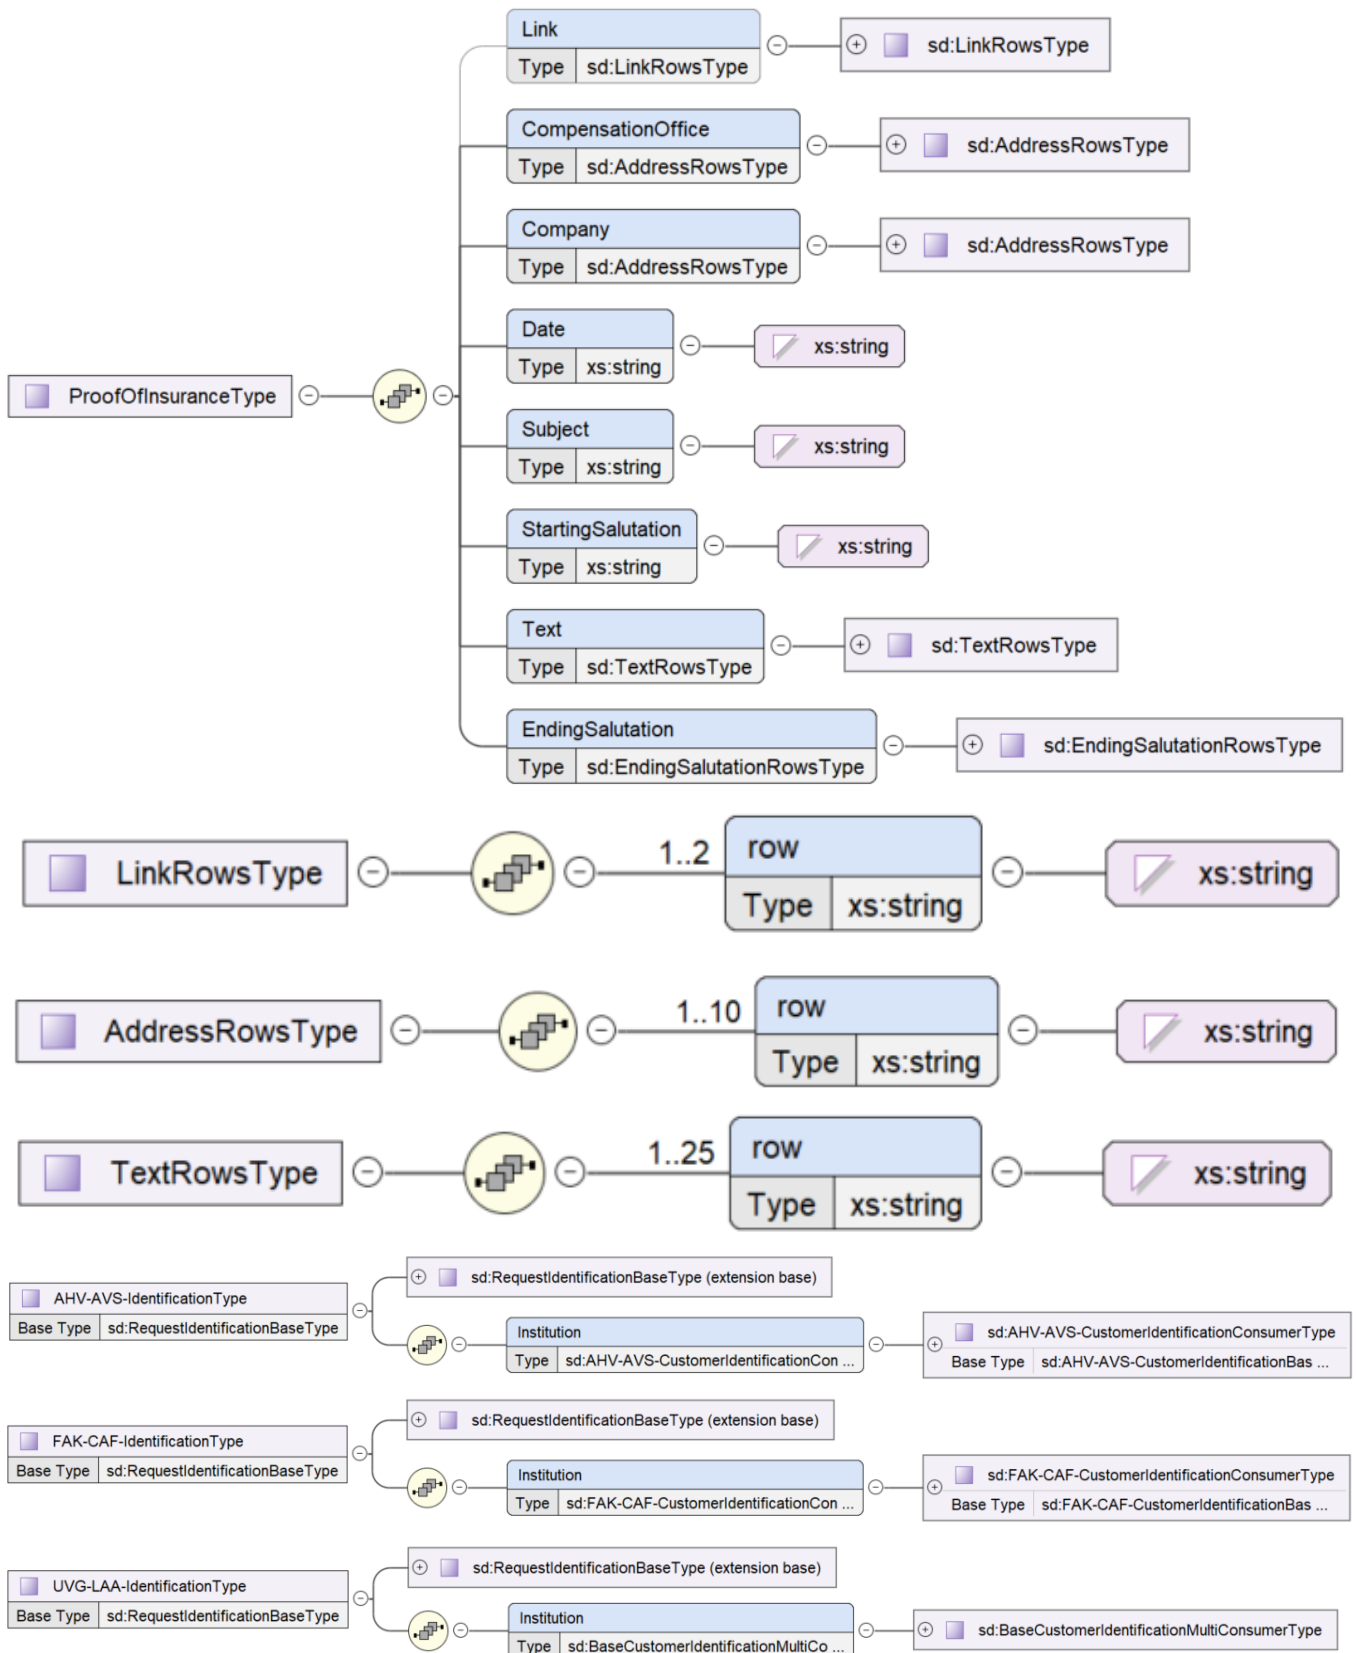 Link
Type sd:LinkRowsType
sd:LinkRowsType
CompensationOffice
Type sd:AddressRowsType
sd:AddressRowsType
Company
Type sd:AddressRowsType
sd:AddressRowsType
Date
Type xs:string
xs:string
ProofOfInsuranceType
Subject
Type xs:string
xs:string
StartingSalutation
Type xs:string
xs:string
Text
Type sd:TextRowsType
sd:TextRowsType
EndingSalutation
Type sd:EndingSalutationRowsType
sd:EndingSalutationRowsType
LinkRowsType
1..2
row
Type xs:string
xs:string
AddressRowsType
1..10
row
Type xs:string
xs:string
TextRowsType
1..25
row
Type xs:string
xs:string
AHV-AVS-IdentificationType
Base Type sd:RequestIdentificationBaseType
sd:RequestIdentificationBaseType (extension base)
Institution
Type sd:AHV-AVS-CustomerIdentificationCon ...
sd:AHV-AVS-CustomerIdentificationConsumerType
Base Type sd:AHV-AVS-CustomerIdentificationBas ...
FAK-CAF-IdentificationType
Base Type sd:RequestIdentificationBaseType
sd:RequestIdentificationBaseType (extension base)
Institution
Type sd:FAK-CAF-CustomerIdentificationCon ...
sd:FAK-CAF-CustomerIdentificationConsumerType
Base Type sd:FAK-CAF-CustomerIdentificationBas ...
UVG-LAA-IdentificationType
Base Type sd:RequestIdentificationBaseType
sd:RequestIdentificationBaseType (extension base)
Institution
Type sd:BaseCustomerIdentificationMultiCo ...
sd:BaseCustomerIdentificationMultiConsumerType